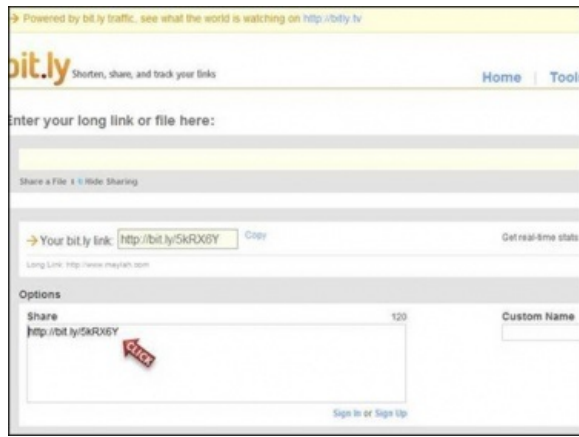 → Powered by bit.ly traffic, see what the world is watching on http://bitly.tv
bit.ly Shorten, share, and track your links
Home | Tool
Enter your long link or file here:
Share a File Hide Sharing
→ Your bit.ly link: http://bit.ly/5kRX6Y Copy Get real-time stats
Long Link: http://www.maylah.com
Options
Share 120 Custom Name
http://bit.ly/5kRX6Y
CLICK
Sign In or Sign Up